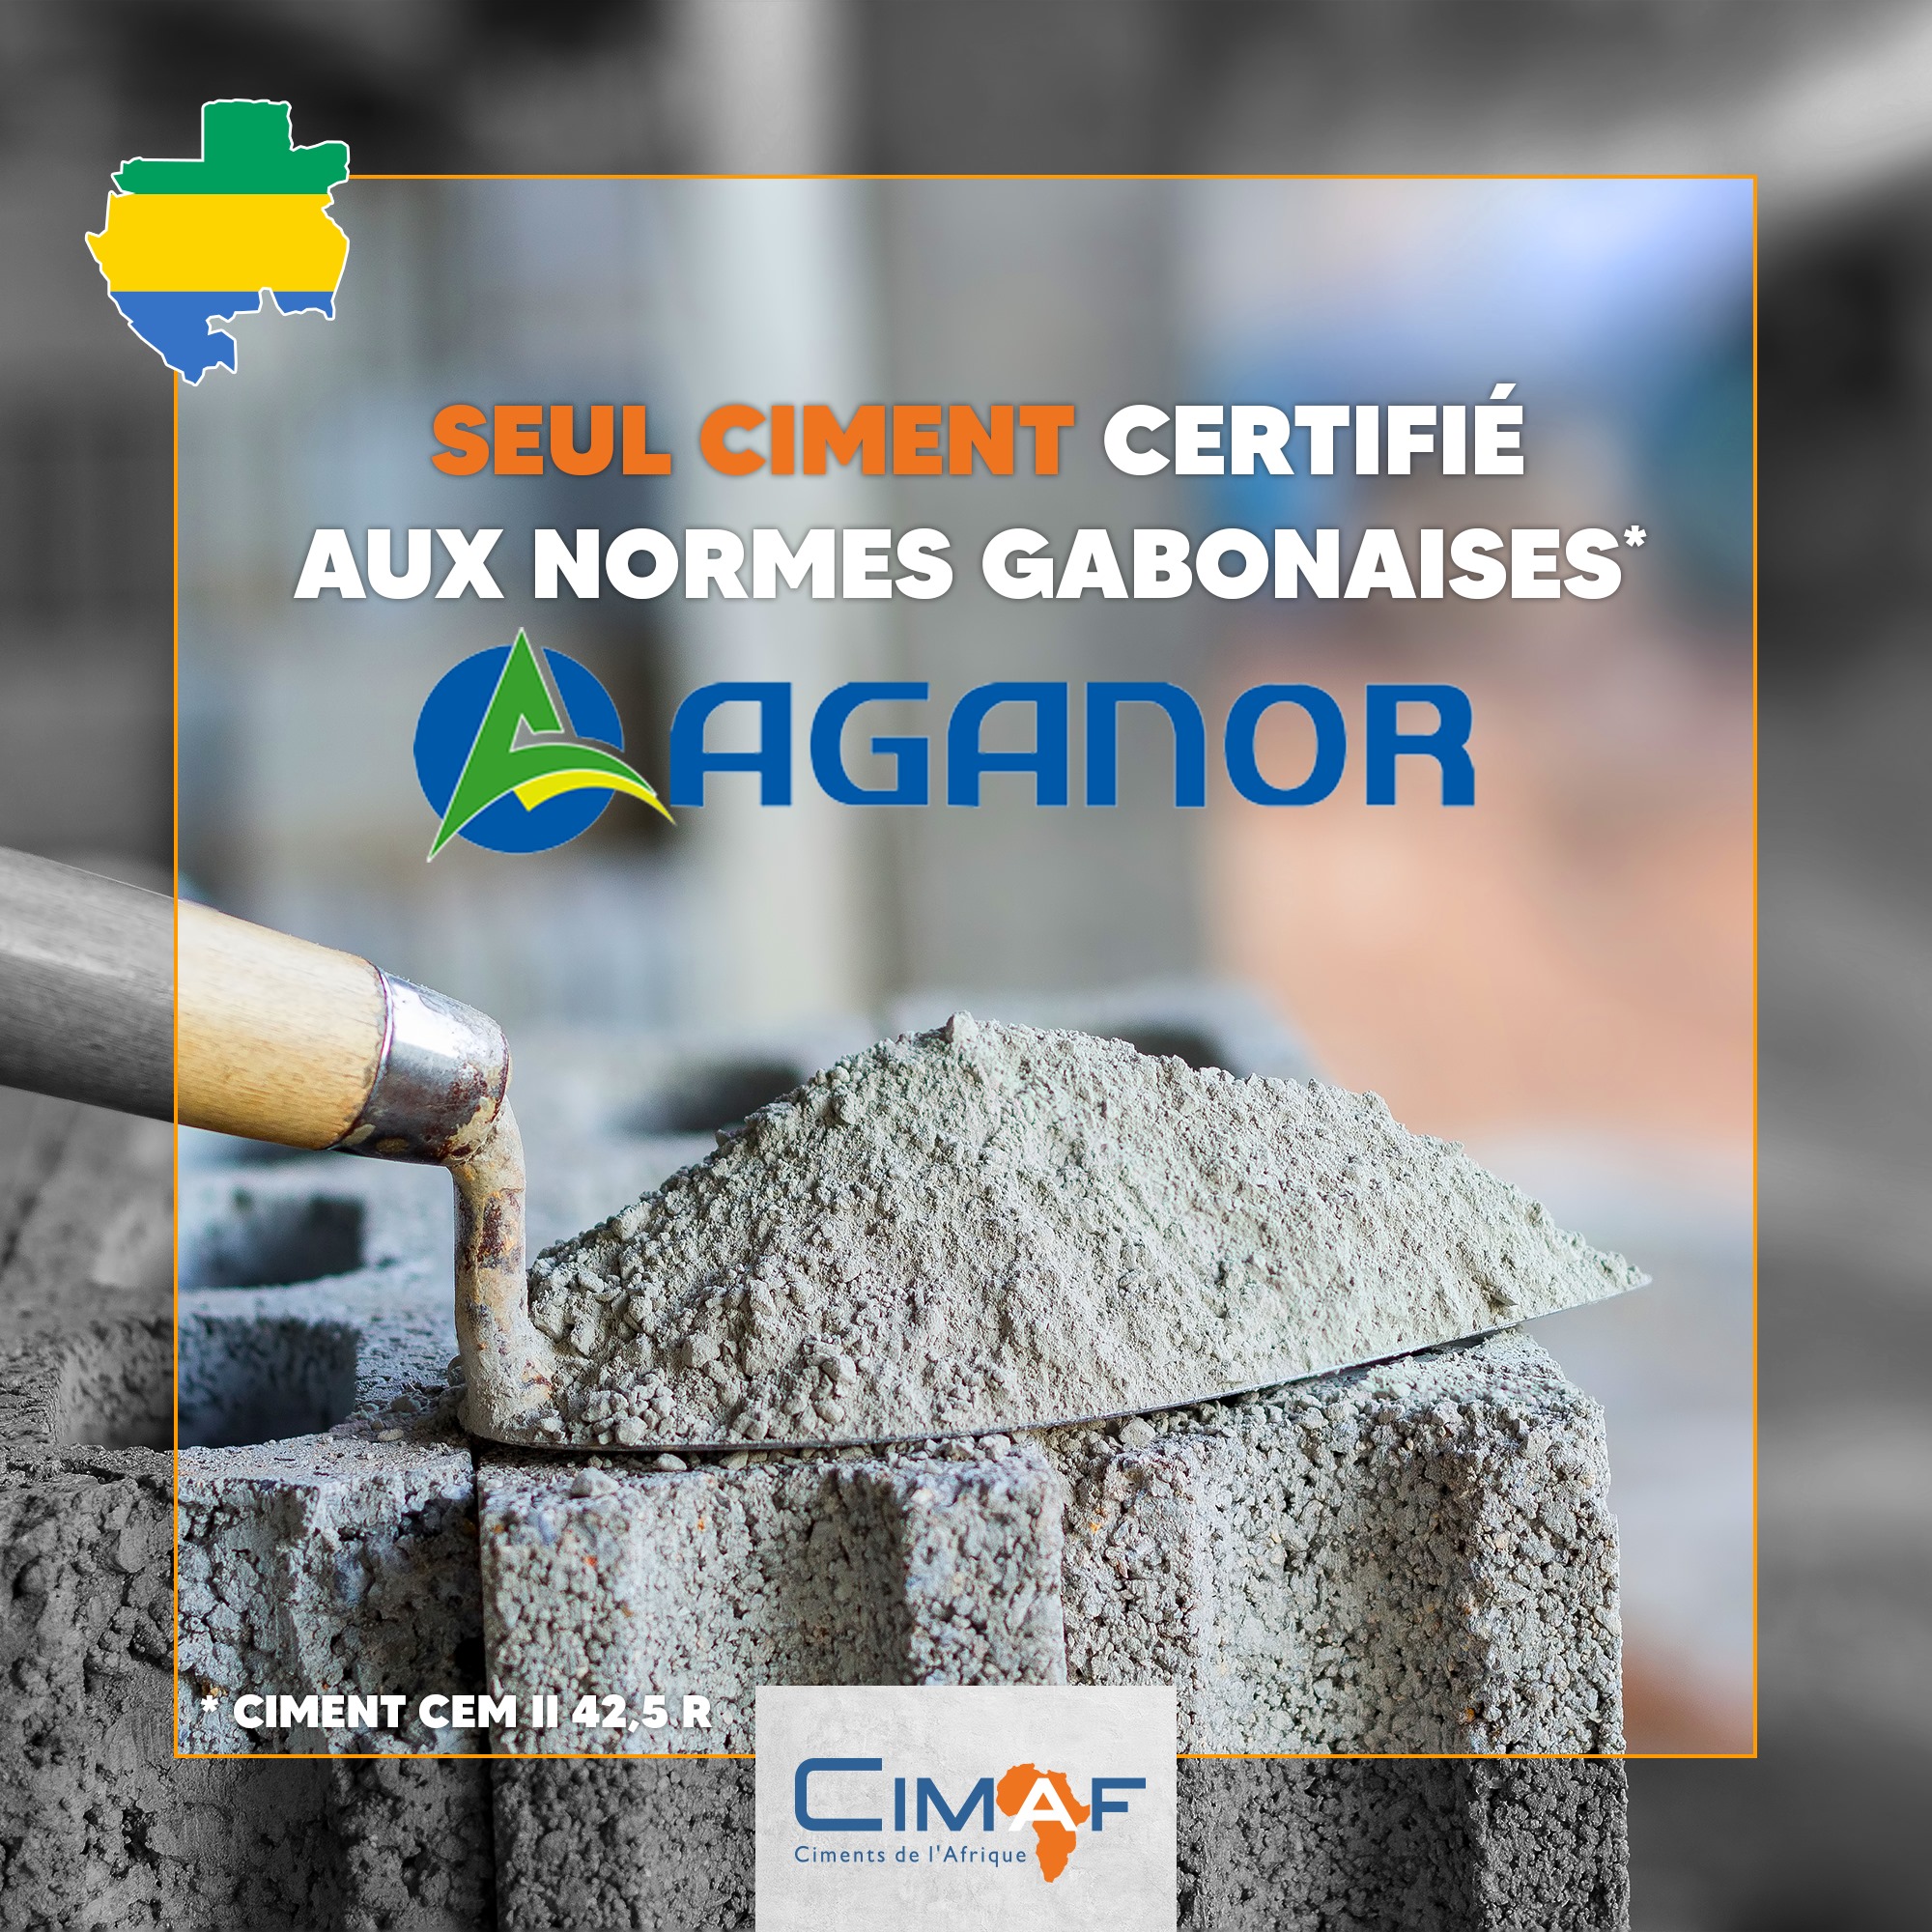 SEUL CIMENT CERTIFIÉ
AUX NORMES GABONAISES*
AGANOR
* CIMENT CEM II 42,5 R
CIMAF
Ciments de l'Afrique